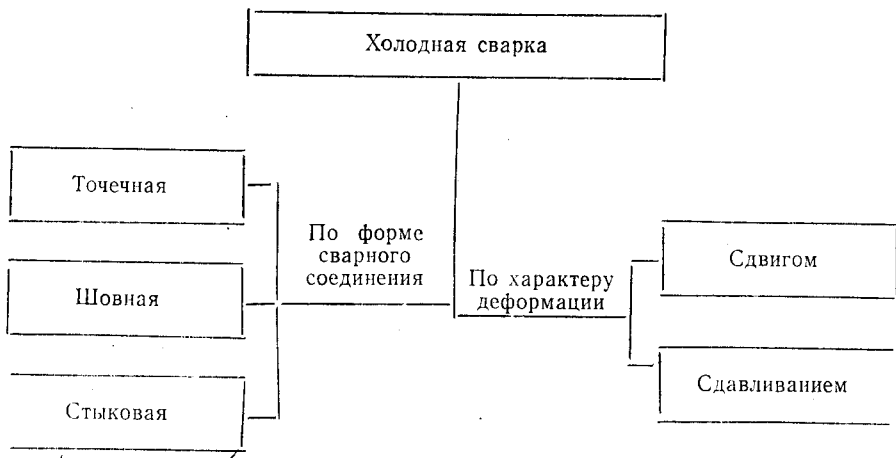 Холодная сварка
Точечная
По форме
сварного
соединения
Шовная
Стыковая
По характеру
деформации
Сдвигом
Сдавливанием